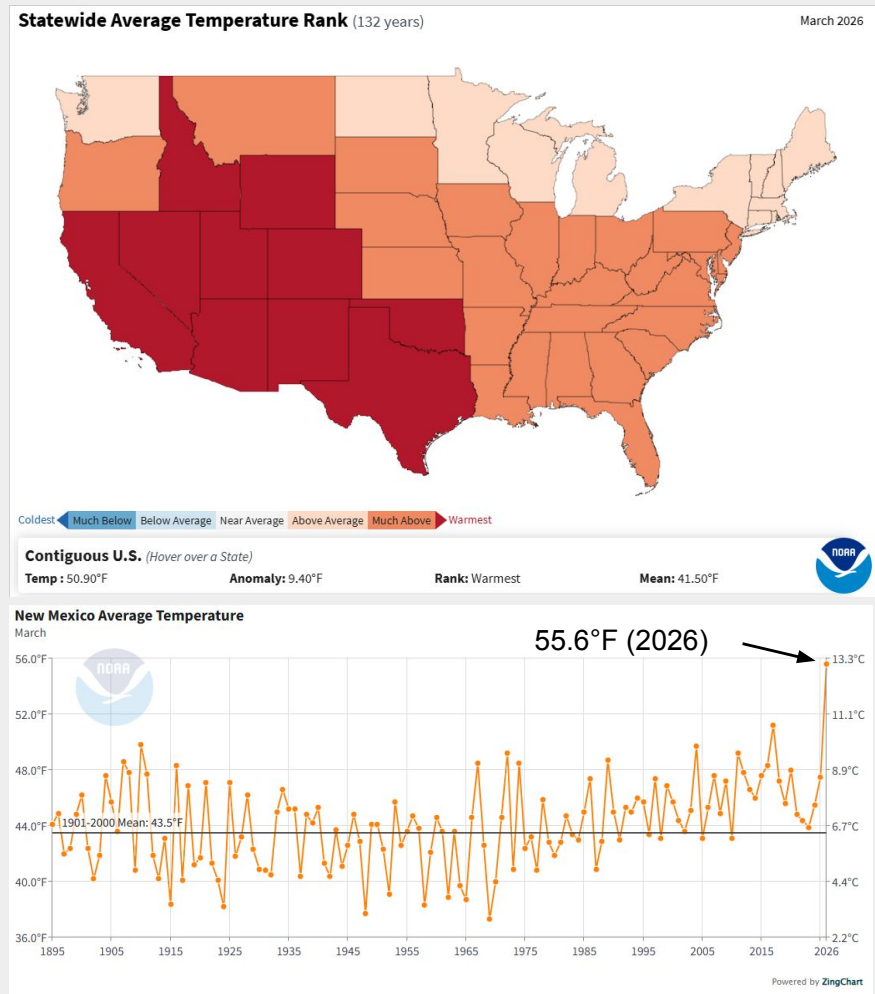 Statewide Average Temperature Rank (132 years) March 2026
Coldest Much Below Below Average Near Average Above Average Much Above Warmest
Contiguous U.S. (Hover over a State)
Temp : 50.90°F Anomaly: 9.40°F Rank: Warmest Mean: 41.50°F
NOAA
New Mexico Average Temperature
March
55.6°F (2026)
NOAA
56.0°F 13.3°C
52.0°F 11.1°C
48.0°F 8.9°C
44.0°F 6.7°C
1901-2000 Mean: 43.5°F
40.0°F 4.4°C
36.0°F 2.2°C
1895 1905 1915 1925 1935 1945 1955 1965 1975 1985 1995 2005 2015 2026
Powered by ZingChart